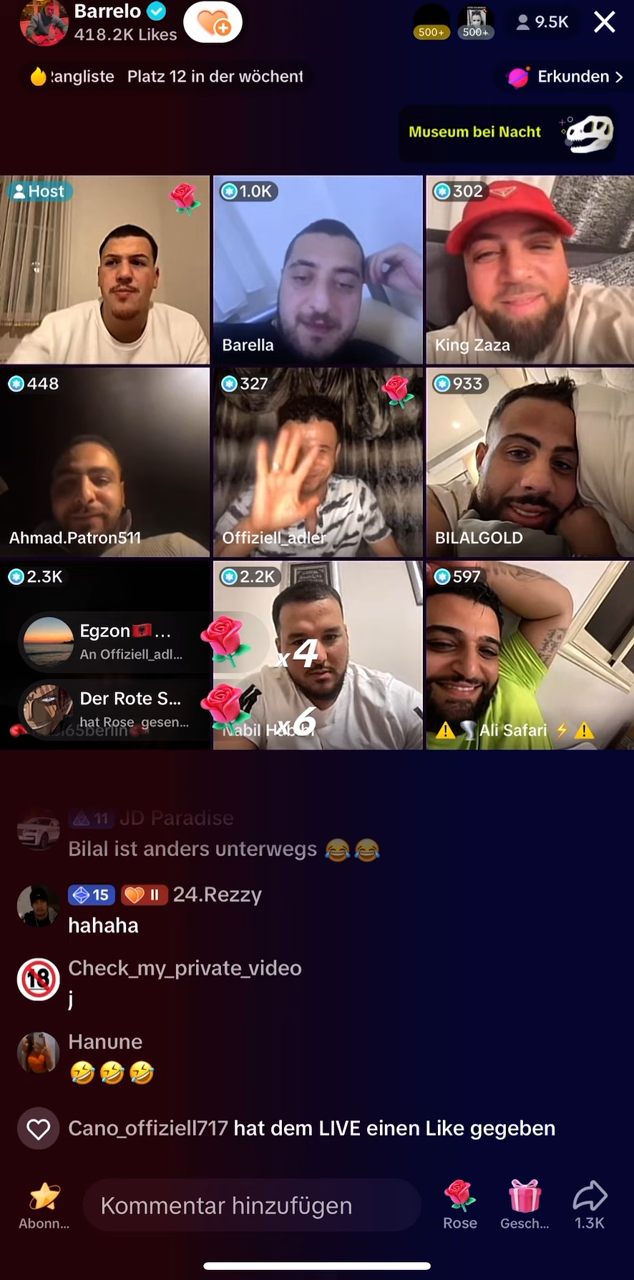 Barrelo
418.2K Likes
500+
500+
9.5K
angliste Platz 12 in der wöchent
Erkunden >
Museum bei Nacht
Host
1.0K
Barella
302
King Zaza
448
Ahmad.Patron511
327
Offiziell_adler
933
BILALGOLD
2.3K
Egzon🇦🇱...
An Offiziell_adl...
x4
Der Rote S...
hat Rose gesen...
x6
65berlin
2.2K
Nabil
597
⚠️ 🌪️ Ali Safari ⚡ ⚠️
11 JD Paradise
Bilal ist anders unterwegs 😂😂
15 II 24.Rezzy
hahaha
18
Check_my_private_video
j
Hanune
🤣🤣🤣
Cano_offiziell717 hat dem LIVE einen Like gegeben
Abonn...
Kommentar hinzufügen
Rose
Gesch...
1.3K